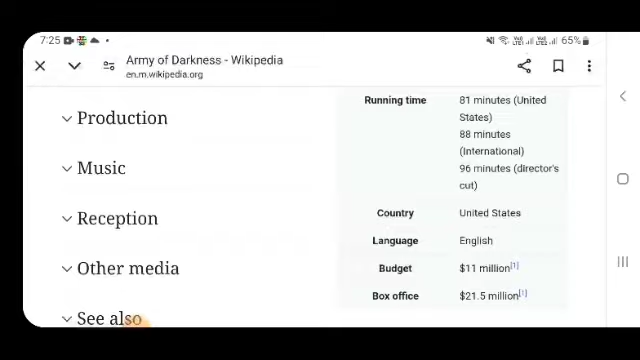 7:25 65%
Army of Darkness - Wikipedia
en.m.wikipedia.org
Production
Music
Reception
Other media
See also
Running time 81 minutes (United
States)
88 minutes
(International)
96 minutes (director's
cut)
Country United States
Language English
Budget $11 million[1]
Box office $21.5 million[1]